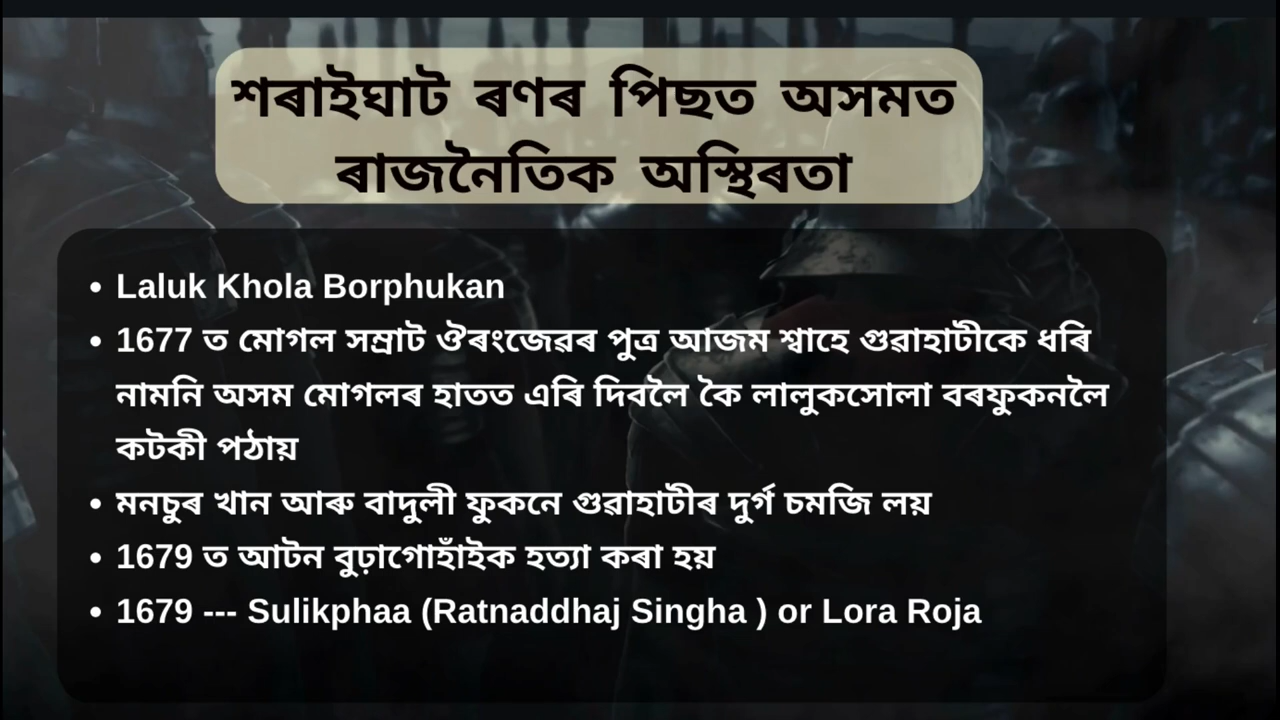 শৰাইঘাট ৰণৰ পিছত অসমত
ৰাজনৈতিক অস্থিৰতা
• Laluk Khola Borphukan
• 1677 ত মোগল সম্ৰাট ঔৰংজেৱৰ পুত্ৰ আজম শ্বাহে গুৱাহাটীকে ধৰি
নামনি অসম মোগলৰ হাতত এৰি দিবলৈ কৈ লালুকসোলা বৰফুকনলৈ
কটকী পঠায়
• মনচুৰ খান আৰু বাদুলী ফুকনে গুৱাহাটীৰ দুৰ্গ চমজি লয়
• 1679 ত আটন বুঢ়াগোহাঁইক হত্যা কৰা হয়
• 1679 --- Sulikphaa (Ratnaddhaj Singha ) or Lora Roja